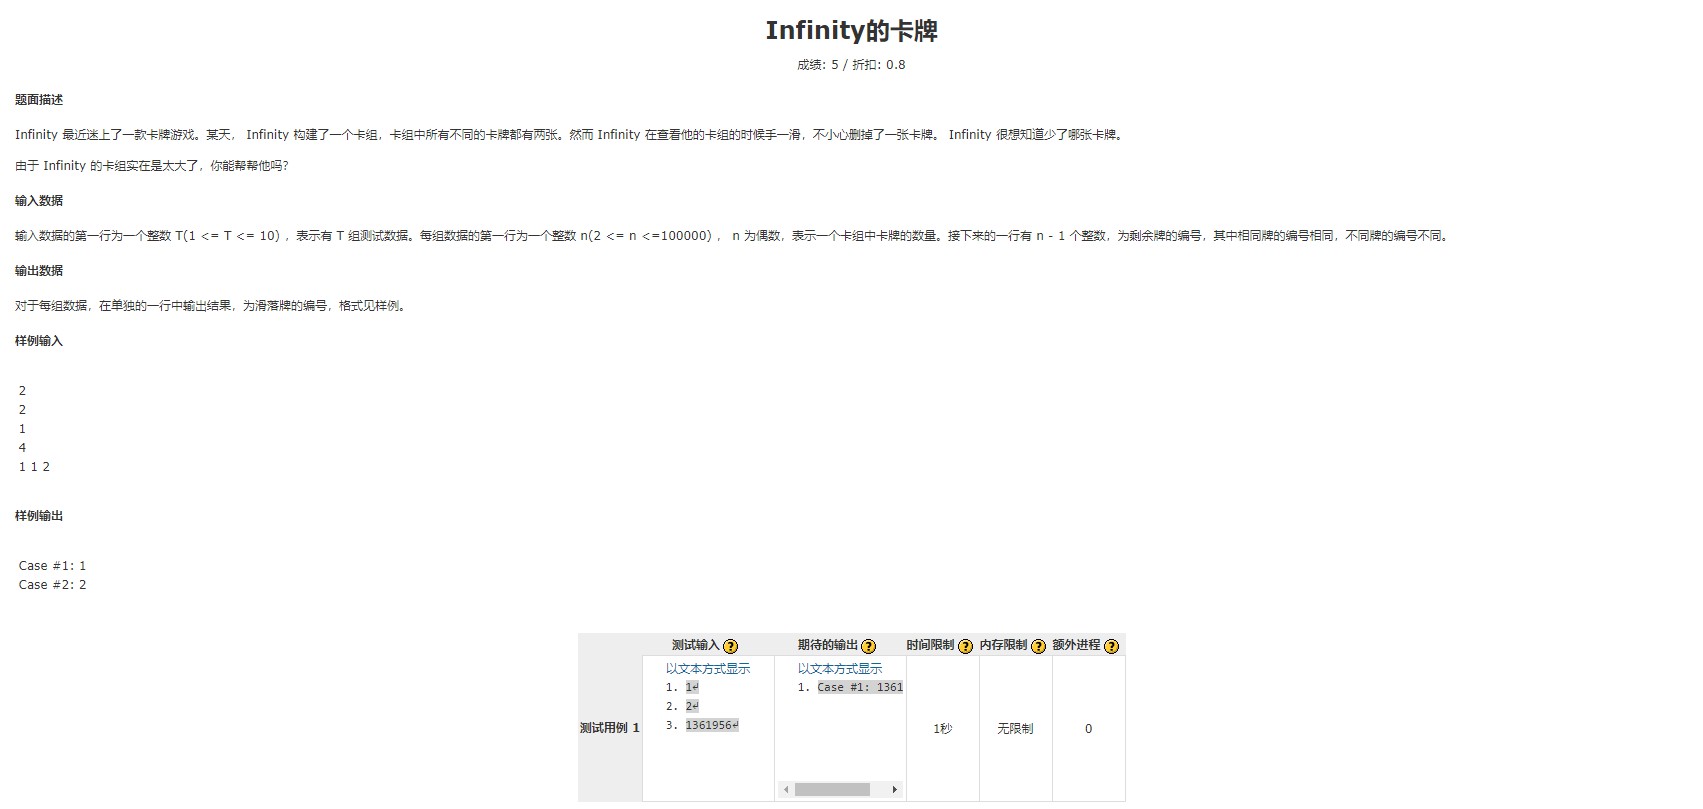 Infinity的卡牌
成绩: 5 / 折扣: 0.8
题面描述
Infinity 最近迷上了一款卡牌游戏。某天， Infinity 构建了一个卡组，卡组中所有不同的卡牌都有两张。然而 Infinity 在查看他的卡组的时候手一滑，不小心删掉了一张卡牌。 Infinity 很想知道少了哪张卡牌。
由于 Infinity 的卡组实在是太大了，你能帮帮他吗？
输入数据
输入数据的第一行为一个整数 T(1 <= T <= 10) ，表示有 T 组测试数据。每组数据的第一行为一个整数 n(2 <= n <=100000) ， n 为偶数，表示一个卡组中卡牌的数量。接下来的一行有 n - 1 个整数，为剩余牌的编号，其中相同牌的编号相同，不同牌的编号不同。
输出数据
对于每组数据，在单独的一行中输出结果，为滑落牌的编号，格式见样例。
样例输入
2
2
1
4
1 1 2
样例输出
Case #1: 1
Case #2: 2
测试输入 期待的输出 时间限制 内存限制 额外进程
测试用例 1
以文本方式显示
1. 1↵
2. 2↵
3. 1361956↵
以文本方式显示
1. Case #1: 1361
1秒
无限制
0